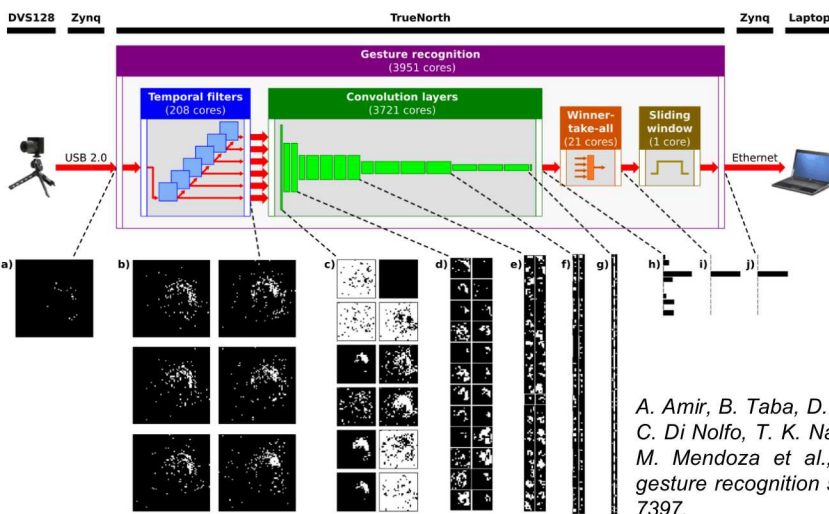 DVS128 Zynq TrueNorth Zynq Laptop
Gesture recognition
(3951 cores)
Temporal filters
(208 cores)
Convolution layers
(3721 cores)
Winner-
take-all
(21 cores)
Sliding
window
(1 core)
USB 2.0
Ethernet
a) b) c) d) e) f) g) h) i) j)
A. Amir, B. Taba, D.
C. Di Nolfo, T. K. Na
M. Mendoza et al.,
gesture recognition s
7397.